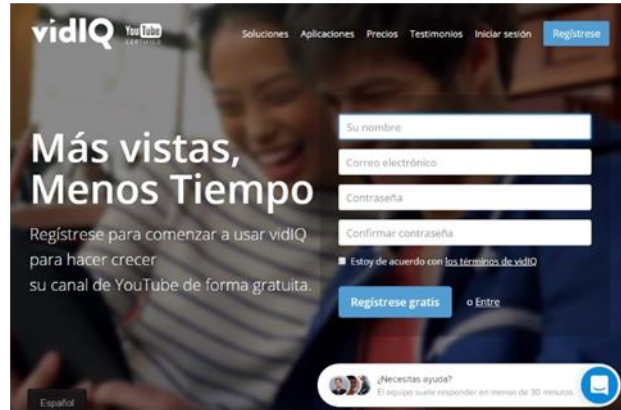 vidIQ You Tube CERTIFIED
Soluciones Aplicaciones Precios Testimonios Iniciar sesión Regístrese
Más vistas,
Menos Tiempo
Regístrese para comenzar a usar vidIQ
para hacer crecer
su canal de YouTube de forma gratuita.
Su nombre
Correo electrónico
Contraseña
Confirmar contraseña
Estoy de acuerdo con los términos de vidIQ
Regístrese gratis o Entre
¿Necesitas ayuda?
El equipo suele responder en menos de 30 minutos
Español